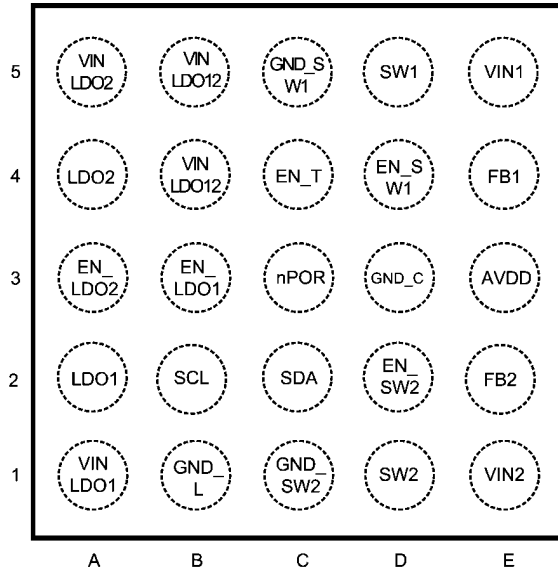 5
VIN
LDO2
VIN
LDO12
GND_S
W1
SW1
VIN1
4
LDO2
VIN
LDO12
EN_T
EN_S
W1
FB1
3
EN_
LDO2
EN_
LDO1
nPOR
GND_C
AVDD
2
LDO1
SCL
SDA
EN_
SW2
FB2
1
VIN
LDO1
GND_
L
GND_
SW2
SW2
VIN2
A B C D E